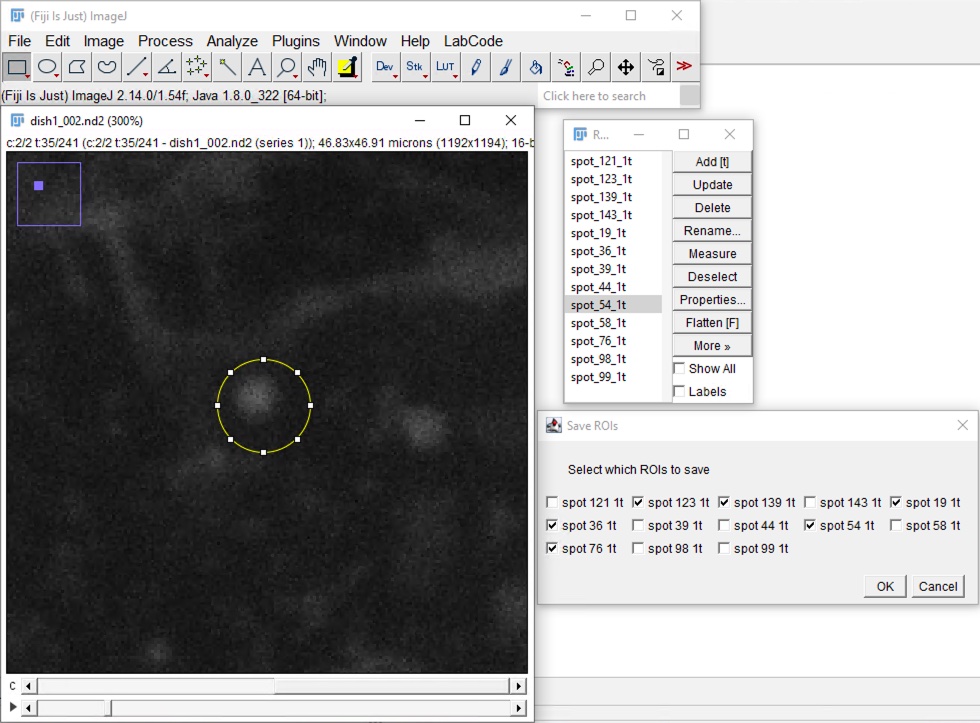 (Fiji Is Just) ImageJ
File Edit Image Process Analyze Plugins Window Help LabCode
Dev Stk LUT
(Fiji Is Just) ImageJ 2.14.0/1.54f; Java 1.8.0_322 [64-bit];
Click here to search
dish1_002.nd2 (300%)
c:2/2 t:35/241 (c:2/2 t:35/241 - dish1_002.nd2 (series 1)); 46.83x46.91 microns (1192x1194); 16-b
c
R...
spot_121_1t
spot_123_1t
spot_139_1t
spot_143_1t
spot_19_1t
spot_36_1t
spot_39_1t
spot_44_1t
spot_54_1t
spot_58_1t
spot_76_1t
spot_98_1t
spot_99_1t
Add [t]
Update
Delete
Rename...
Measure
Deselect
Properties...
Flatten [F]
More »
Show All
Labels
Save ROIs
Select which ROIs to save
spot 121 1t spot 123 1t spot 139 1t spot 143 1t spot 19 1t
spot 36 1t spot 39 1t spot 44 1t spot 54 1t spot 58 1t
spot 76 1t spot 98 1t spot 99 1t
OK Cancel